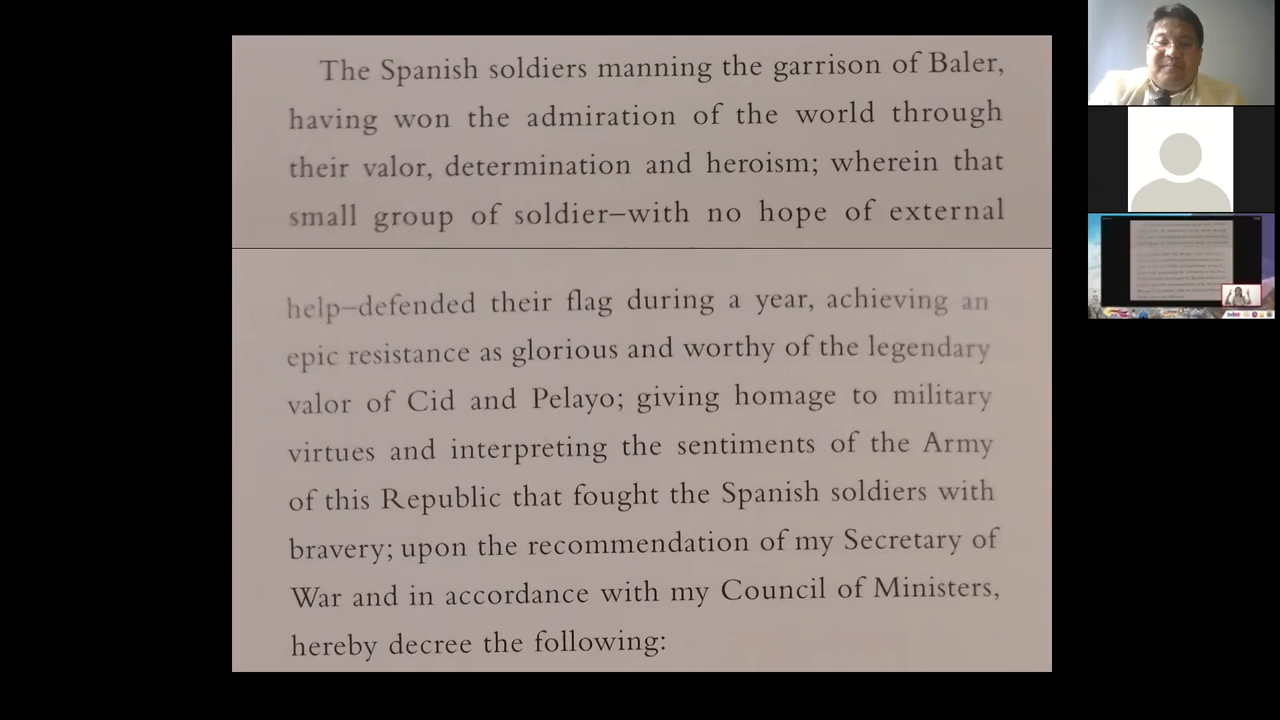 The Spanish soldiers manning the garrison of Baler,
having won the admiration of the world through
their valor, determination and heroism; wherein that
small group of soldier–with no hope of external
help–defended their flag during a year, achieving an
epic resistance as glorious and worthy of the legendary
valor of Cid and Pelayo; giving homage to military
virtues and interpreting the sentiments of the Army
of this Republic that fought the Spanish soldiers with
bravery; upon the recommendation of my Secretary of
War and in accordance with my Council of Ministers,
hereby decree the following: